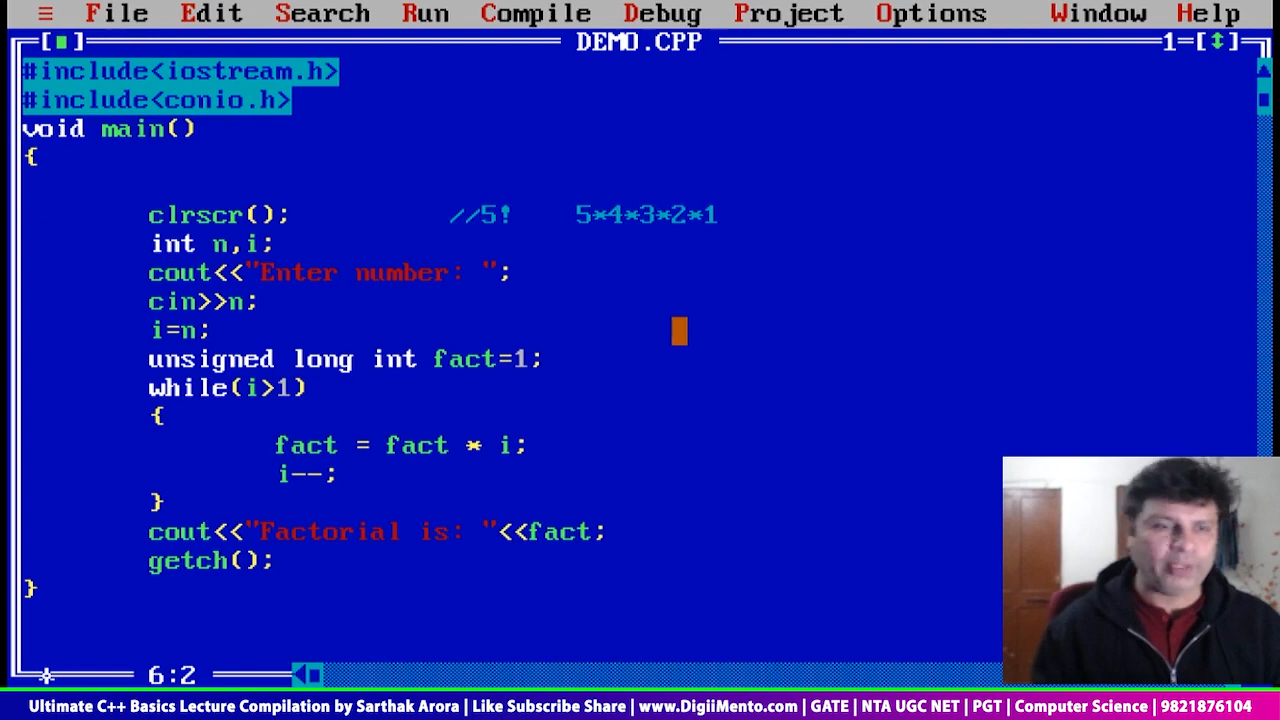 ≡ File Edit Search Run Compile Debug Project Options Window Help
[■] DEMO.CPP 1=[↕]
#include<iostream.h>
#include<conio.h>
void main()
{
clrscr(); //5! 5*4*3*2*1
int n,i;
cout<<"Enter number: ";
cin>>n;
i=n;
unsigned long int fact=1;
while(i>1)
{
fact = fact * i;
i--;
}
cout<<"Factorial is: "<<fact;
getch();
}
6:2
Ultimate C++ Basics Lecture Compilation by Sarthak Arora | Like Subscribe Share | www.DigiiMento.com | GATE | NTA UGC NET | PGT | Computer Science | 9821876104